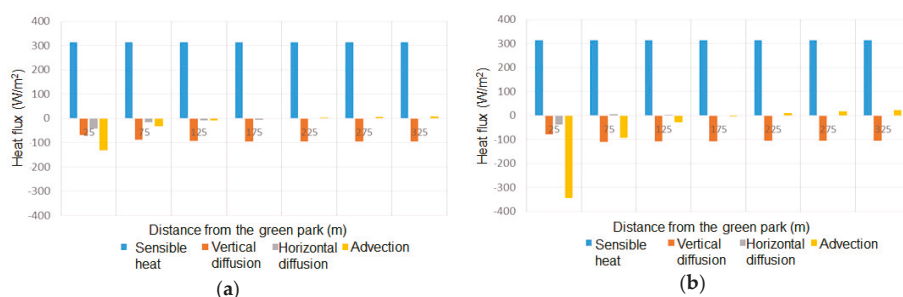 (a)
400
300
200
100
0
-100
-200
-300
-400
Heat flux (W/m²)
25 75 125 175 225 275 325
Distance from the green park (m)
Sensible heat
Vertical diffusion
Horizontal diffusion
Advection
(a)
(b)
400
300
200
100
0
-100
-200
-300
-400
Heat flux (W/m²)
25 75 125 175 225 275 325
Distance from the green park (m)
Sensible heat
Vertical diffusion
Horizontal diffusion
Advection
(b)